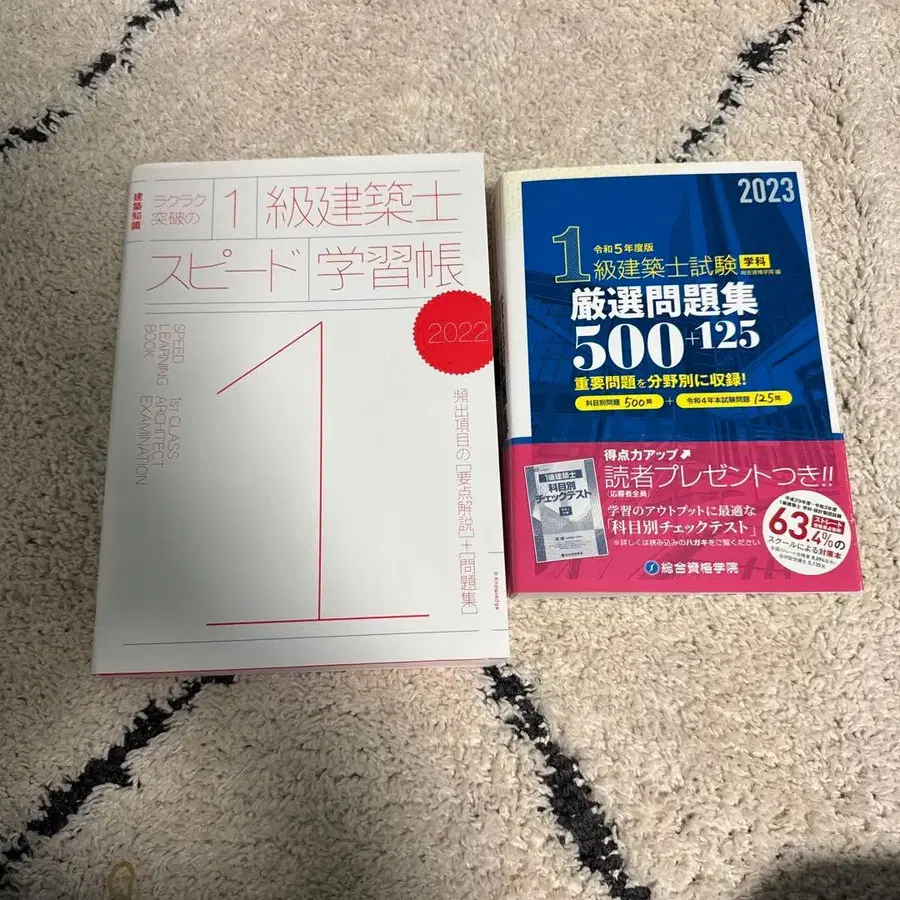 建築知識
ラクラク
突破の
1
級建築士
スピード
学習帳
2022
SPEED
LEARNING
BOOK
1ST CLASS
ARCHITECT
EXAMINATION
1
頻出項目の[要点解説]+[問題集]
X-Knowledge
2023
令和5年度版
1級建築士試験
学科
総合資格学院 編
厳選問題集
500+125
重要問題を分野別に収録!
科目別問題 500問
+
令和4年本試験問題 125問
得点力アップ
読者プレゼントつき!!
(応募者全員)
学習のアウトプットに最適な
「科目別チェックテスト」
※詳しくは挟み込みのハガキをご覧ください
1級建築士
科目別
チェックテスト
ストレート
63.4%の
スクールによる対策本
総合資格学院